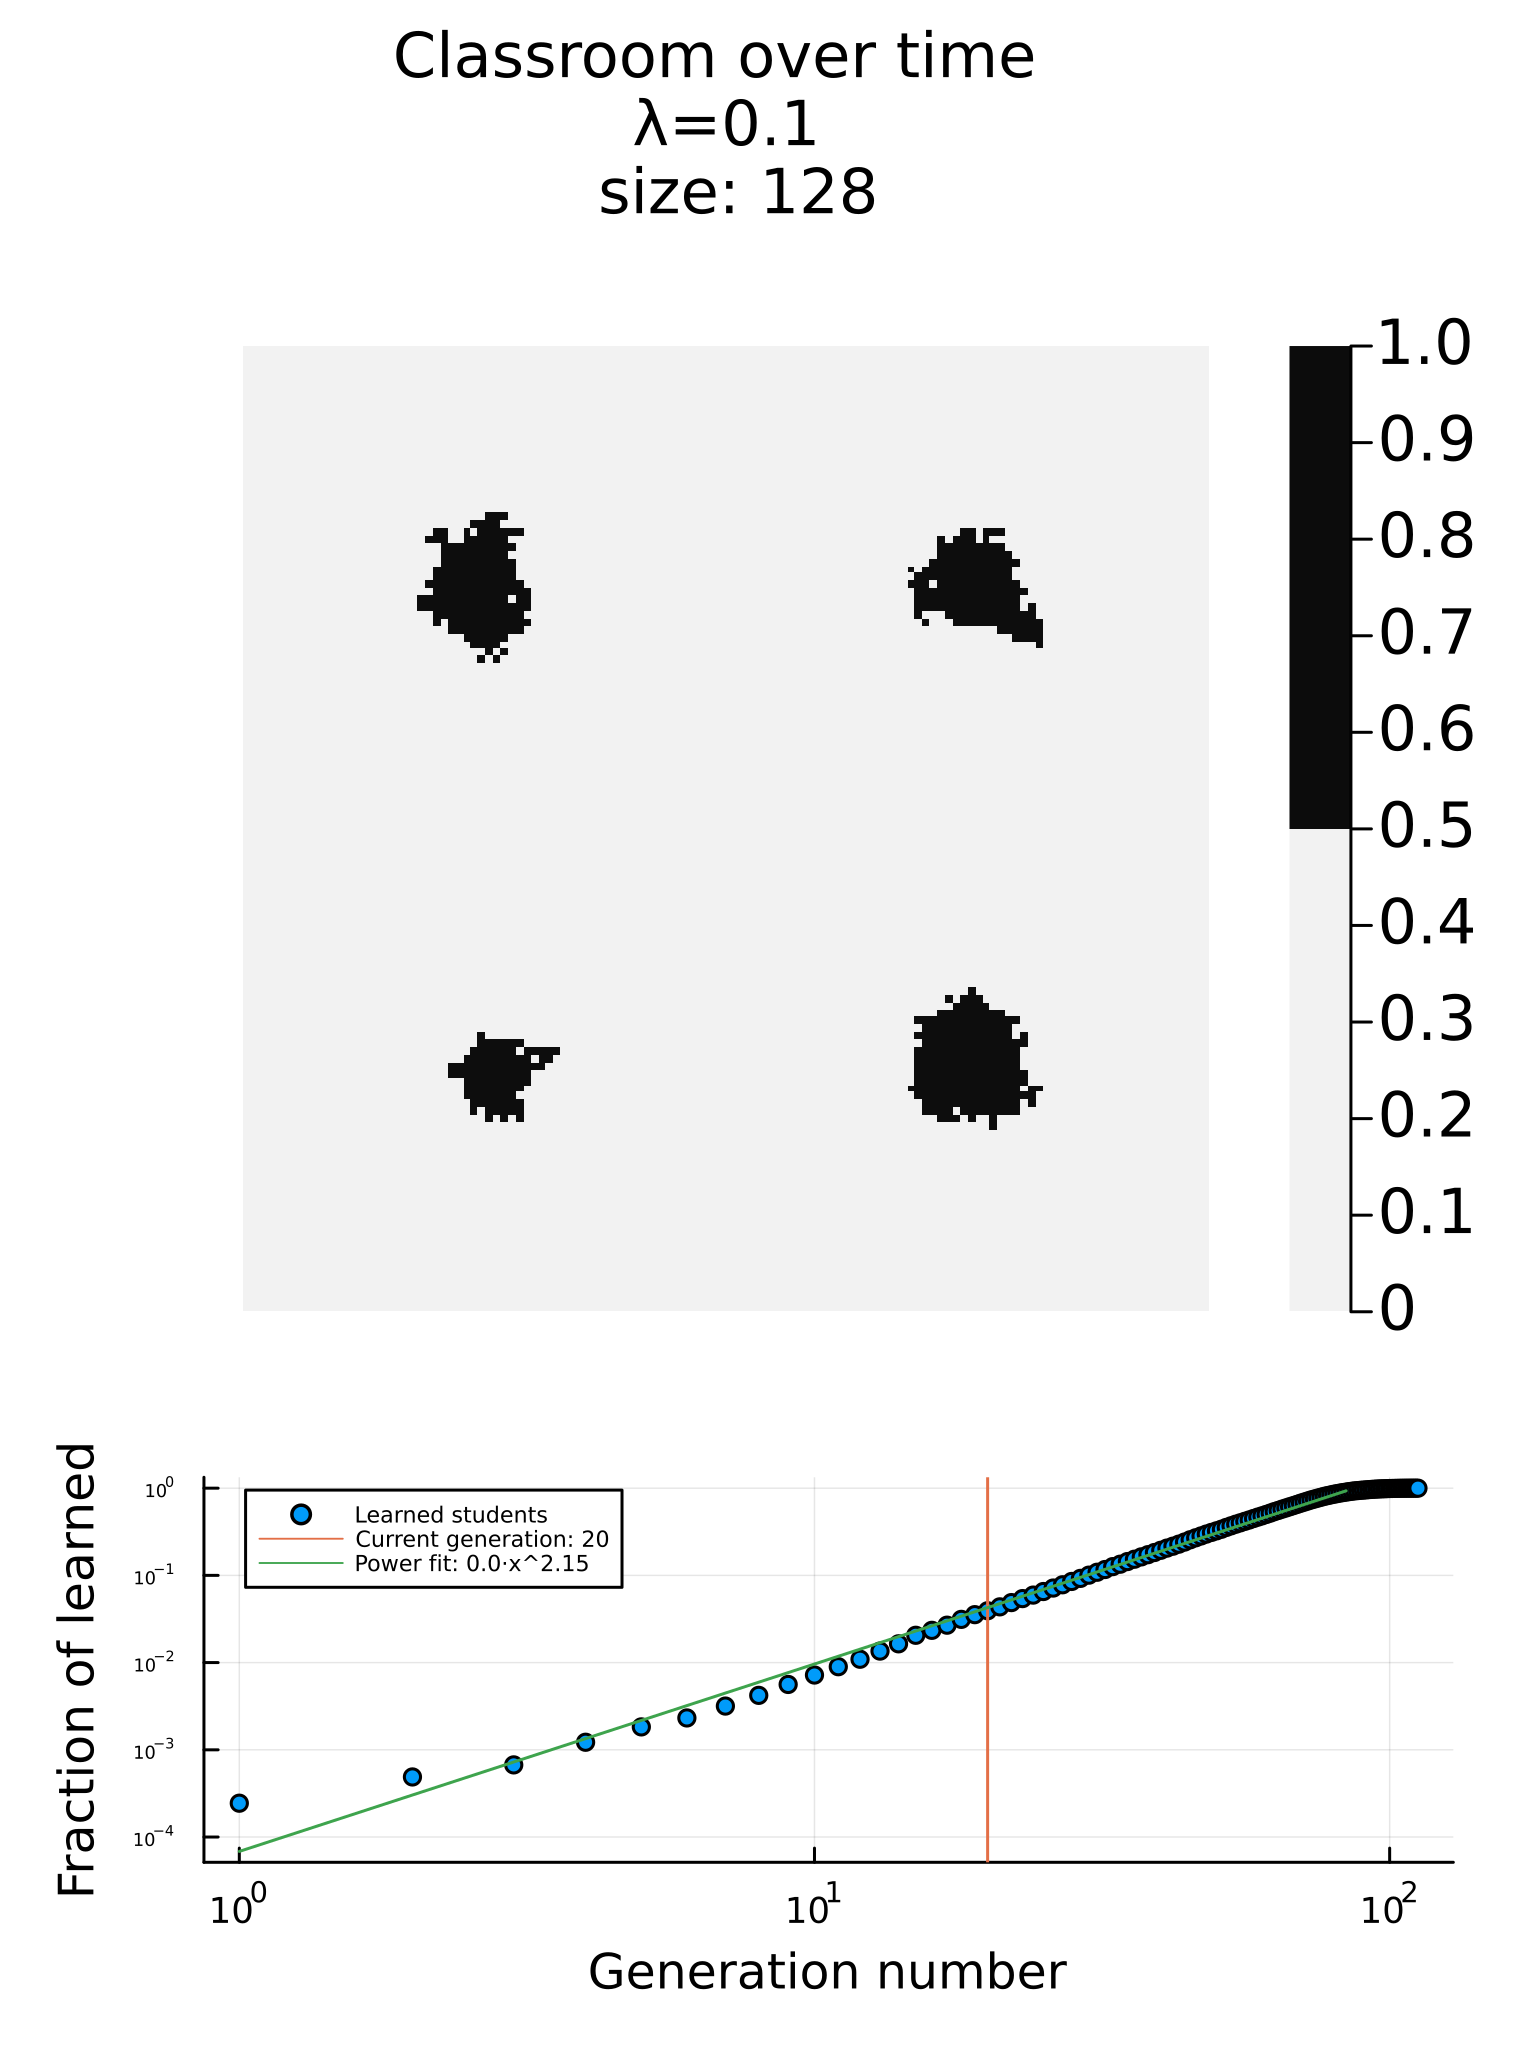 Classroom over time
λ=0.1
size: 128
1.0
0.9
0.8
0.7
0.6
0.5
0.4
0.3
0.2
0.1
0
Fraction of learned
10^0
10^-1
10^-2
10^-3
10^-4
Learned students
Current generation: 20
Power fit: 0.0·x^2.15
10^0 10^1 10^2
Generation number